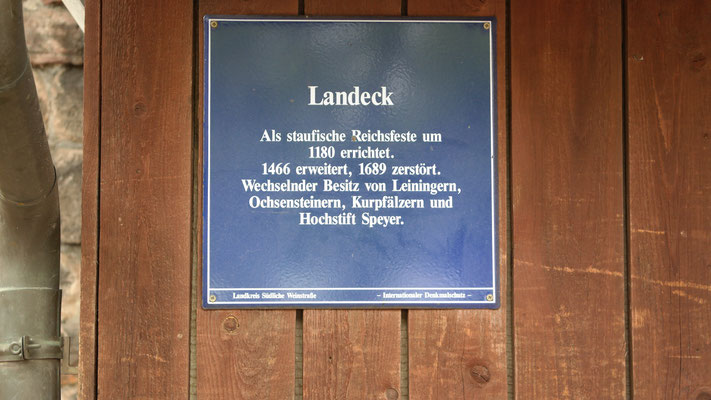 Landeck
Als staufische Reichsfeste um
1180 errichtet.
1466 erweitert, 1689 zerstört.
Wechselnder Besitz von Leiningern,
Ochsensteinern, Kurpfälzern und
Hochstift Speyer.
Landkreis Südliche Weinstraße
– Internationaler Denkmalschutz –